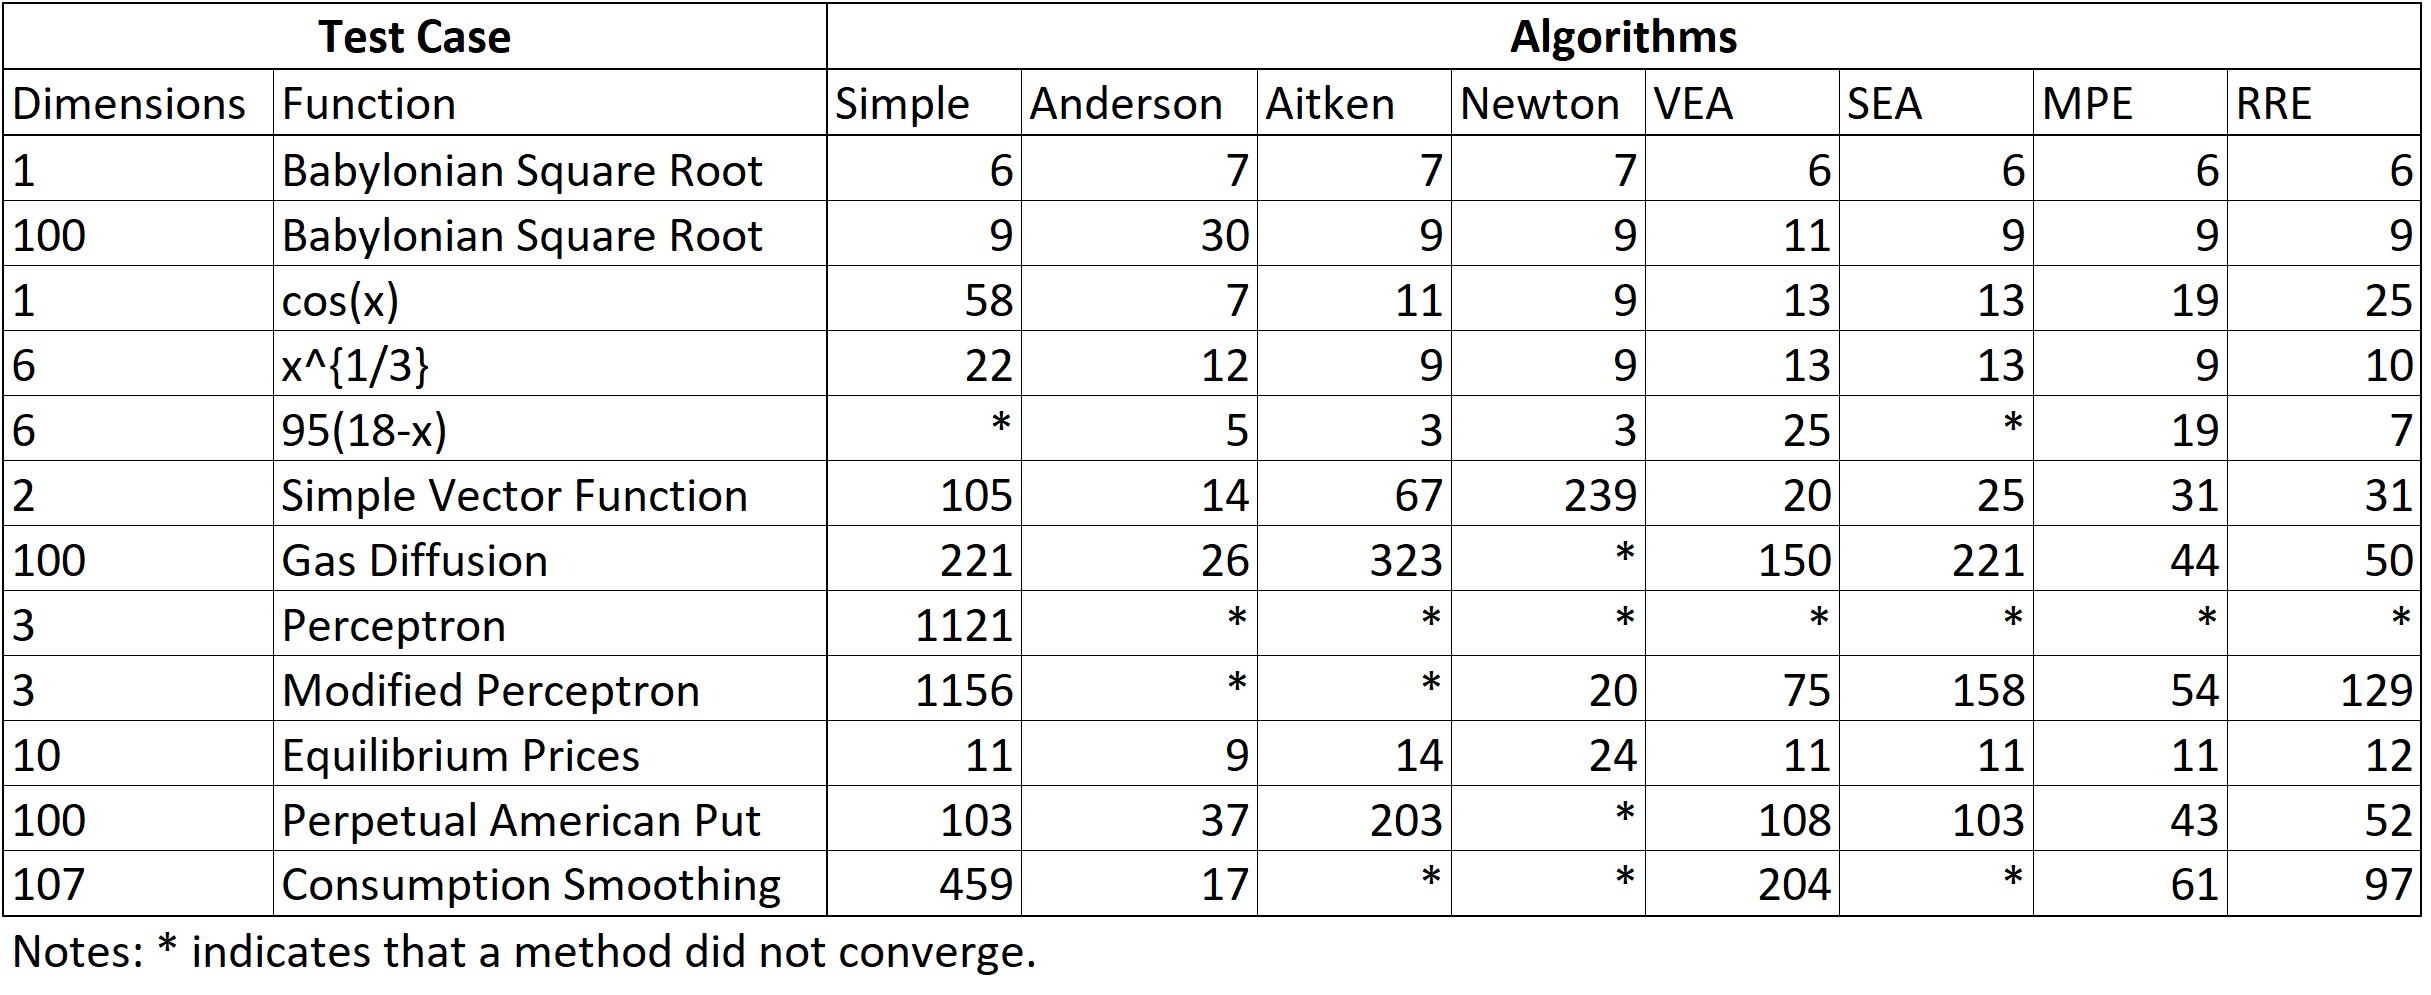 Test Case Algorithms
Dimensions Function Simple Anderson Aitken Newton VEA SEA MPE RRE
1 Babylonian Square Root 6 7 7 7 6 6 6 6
100 Babylonian Square Root 9 30 9 9 11 9 9 9
1 cos(x) 58 7 11 9 13 13 19 25
6 x^{1/3} 22 12 9 9 13 13 9 10
6 95(18-x) * 5 3 3 25 * 19 7
2 Simple Vector Function 105 14 67 239 20 25 31 31
100 Gas Diffusion 221 26 323 * 150 221 44 50
3 Perceptron 1121 * * * * * * *
3 Modified Perceptron 1156 * * 20 75 158 54 129
10 Equilibrium Prices 11 9 14 24 11 11 11 12
100 Perpetual American Put 103 37 203 * 108 103 43 52
107 Consumption Smoothing 459 17 * * 204 * 61 97
Notes: * indicates that a method did not converge.